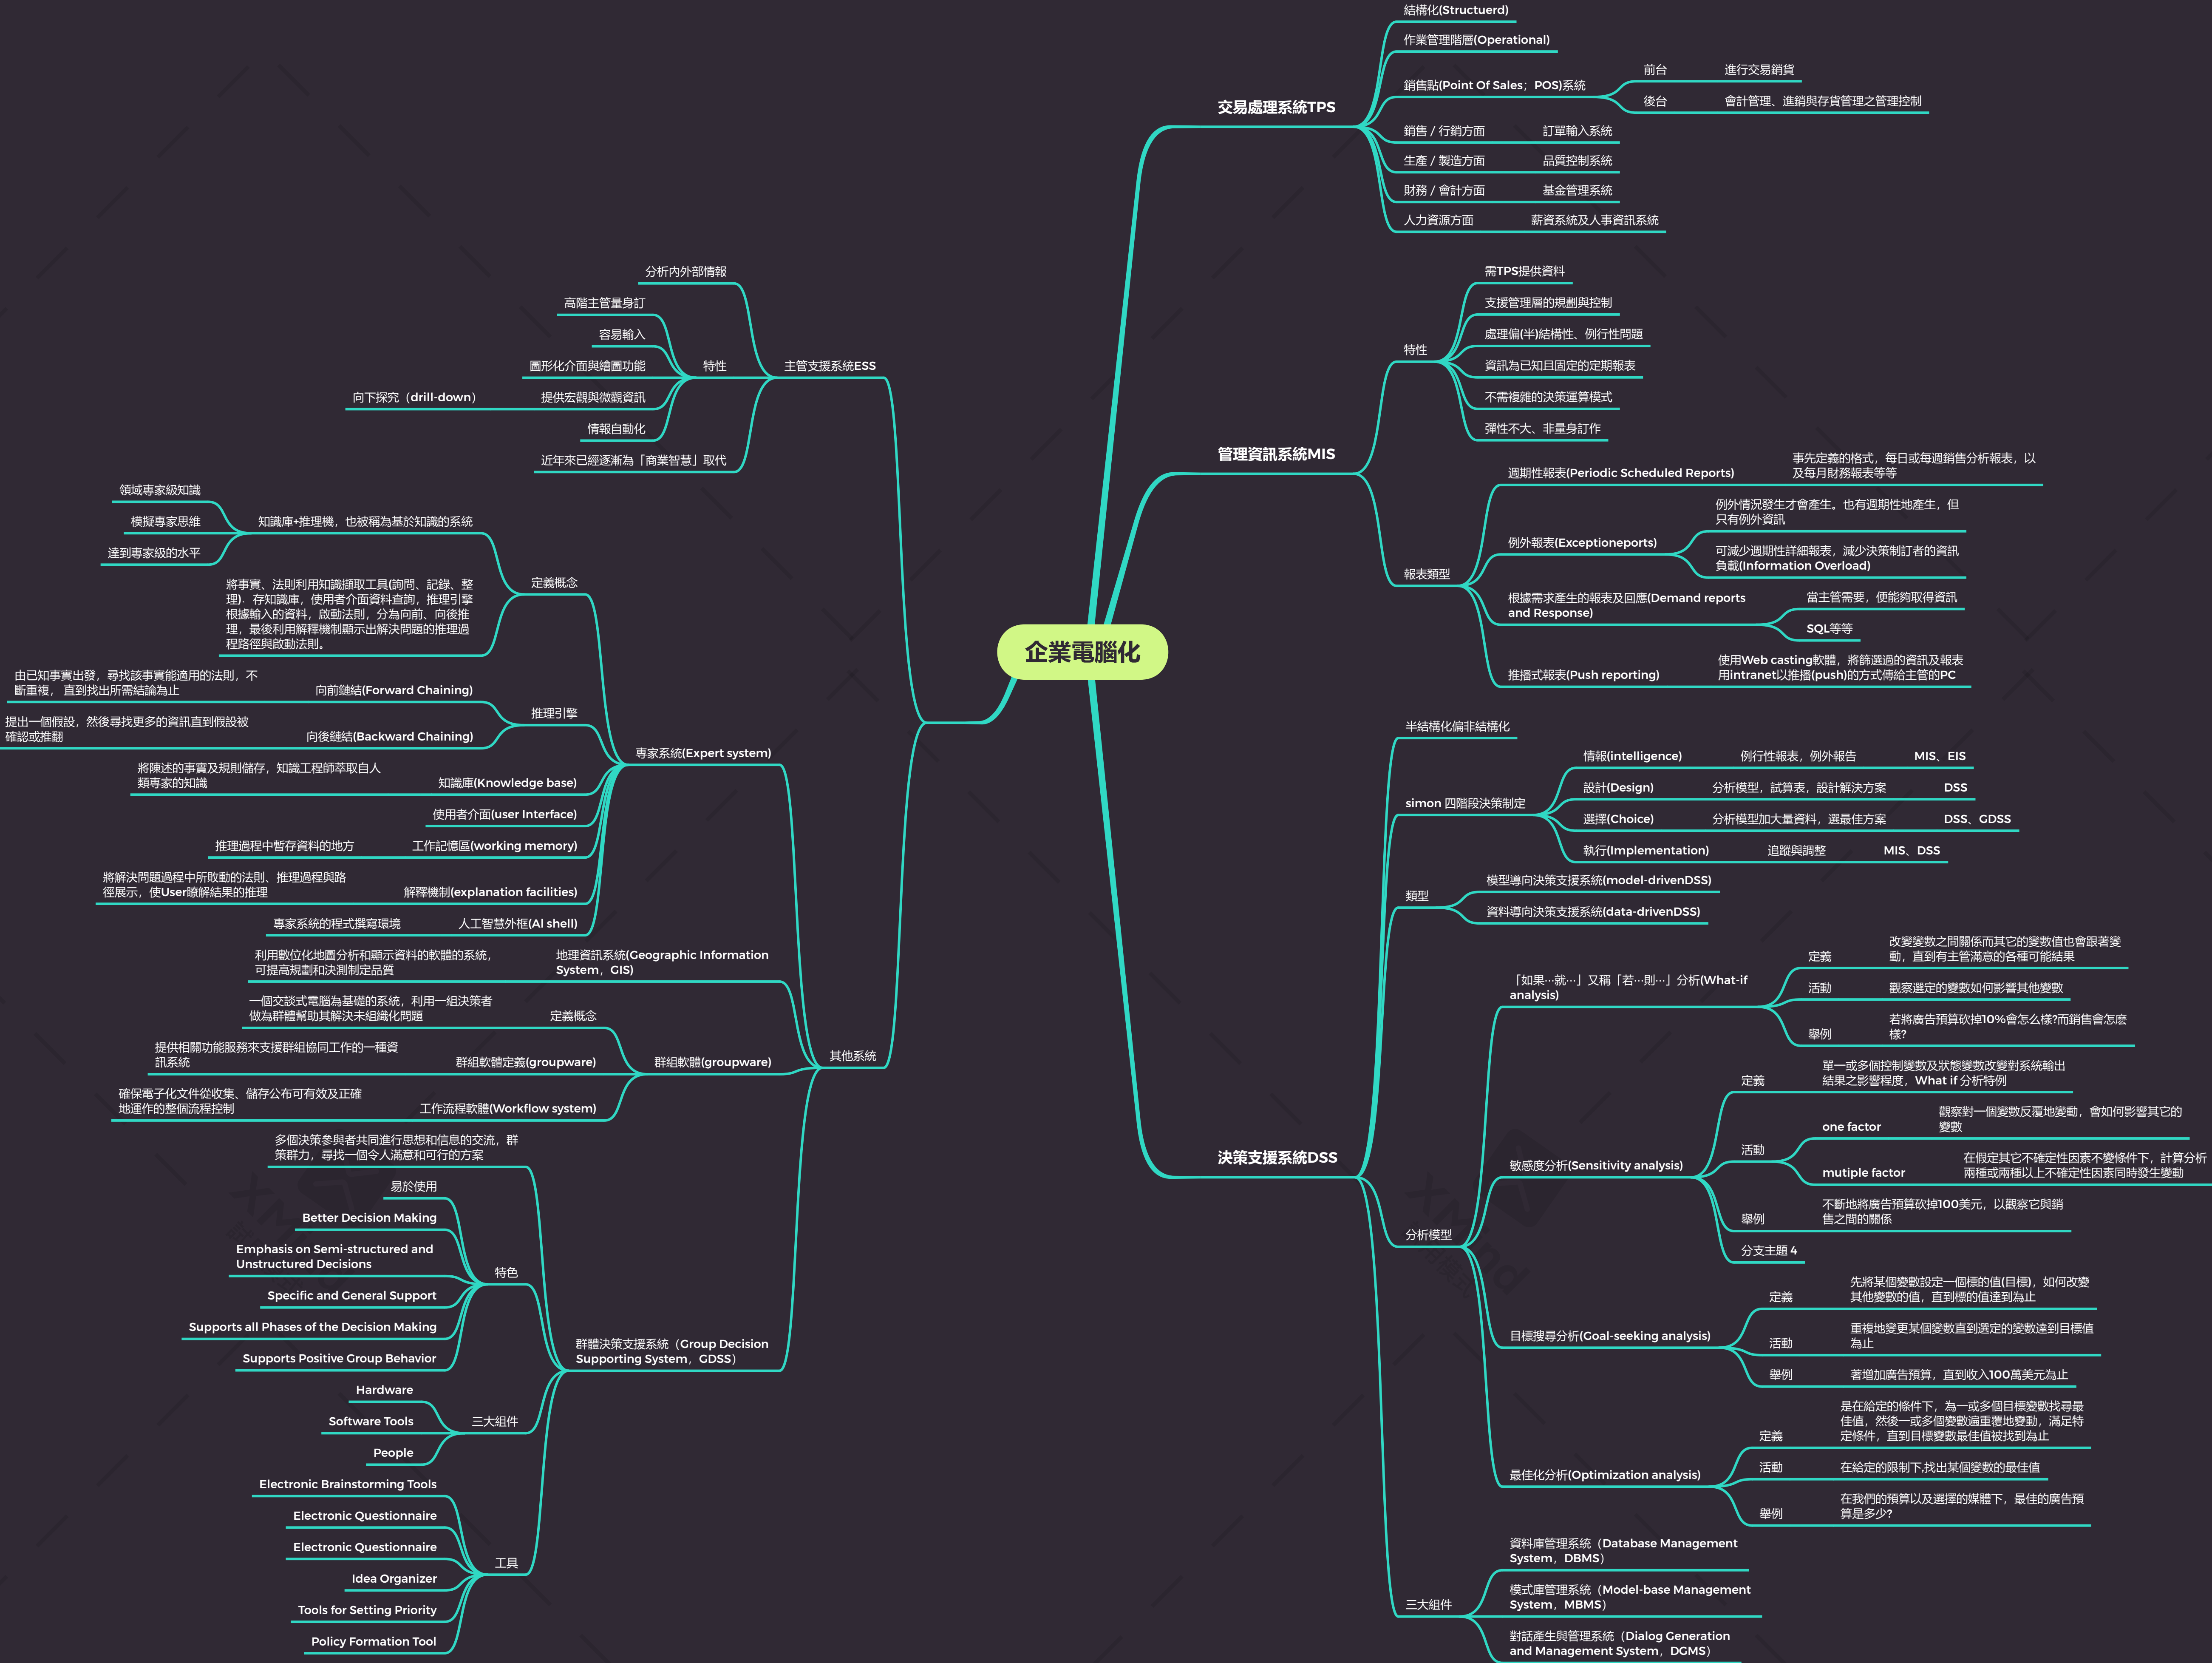 企業電腦化
交易處理系統TPS
結構化(Structuerd)
作業管理階層(Operational)
銷售點(Point Of Sales；POS)系統
前台
進行交易銷貨
後台
會計管理、進銷與存貨管理之管理控制
銷售 / 行銷方面
訂單輸入系統
生產 / 製造方面
品質控制系統
財務 / 會計方面
基金管理系統
人力資源方面
薪資系統及人事資訊系統
管理資訊系統MIS
特性
需TPS提供資料
支援管理層的規劃與控制
處理偏(半)結構性、例行性問題
資訊為已知且固定的定期報表
不需複雜的決策運算模式
彈性不大、非量身訂作
報表類型
週期性報表(Periodic Scheduled Reports)
事先定義的格式，每日或每週銷售分析報表，以
及每月財務報表等等
例外報表(Exceptioneports)
例外情況發生才會產生。也有週期性地產生，但
只有例外資訊
可減少週期性詳細報表，減少決策制訂者的資訊
負載(Information Overload)
根據需求產生的報表及回應(Demand reports
and Response)
當主管需要，便能夠取得資訊
SQL等等
推播式報表(Push reporting)
使用Web casting軟體，將篩選過的資訊及報表
用intranet以推播(push)的方式傳給主管的PC
決策支援系統DSS
半結構化偏非結構化
simon 四階段決策制定
情報(intelligence)
例行性報表，例外報告
MIS、EIS
設計(Design)
分析模型，試算表，設計解決方案
DSS
選擇(Choice)
分析模型加大量資料，選最佳方案
DSS、GDSS
執行(Implementation)
追蹤與調整
MIS、DSS
類型
模型導向決策支援系統(model-drivenDSS)
資料導向決策支援系統(data-drivenDSS)
分析模型
「如果…就…」又稱「若…則…」分析(What-if
analysis)
定義
改變變數之間關係而其它的變數值也會跟著變
動，直到有主管滿意的各種可能結果
活動
觀察選定的變數如何影響其他變數
舉例
若將廣告預算砍掉10%會怎么樣?而銷售會怎麽
樣?
敏感度分析(Sensitivity analysis)
定義
單一或多個控制變數及狀態變數改變對系統輸出
結果之影響程度，What if 分析特例
活動
one factor
觀察對一個變數反覆地變動，會如何影響其它的
變數
mutiple factor
在假定其它不確定性因素不變條件下，計算分析
兩種或兩種以上不確定性因素同時發生變動
舉例
不斷地將廣告預算砍掉100美元，以觀察它與銷
售之間的關係
分支主題 4
目標搜尋分析(Goal-seeking analysis)
定義
先將某個變數設定一個標的值(目標)，如何改變
其他變數的值，直到標的值達到為止
活動
重複地變更某個變數直到選定的變數達到目標值
為止
舉例
著增加廣告預算，直到收入100萬美元為止
最佳化分析(Optimization analysis)
定義
是在給定的條件下，為一或多個目標變數找尋最
佳值，然後一或多個變數遍重覆地變動，滿足特
定條件，直到目標變數最佳值被找到為止
活動
在給定的限制下,找出某個變數的最佳值
舉例
在我們的預算以及選擇的媒體下，最佳的廣告預
算是多少?
三大組件
資料庫管理系統（Database Management
System，DBMS）
模式庫管理系統（Model-base Management
System，MBMS）
對話產生與管理系統（Dialog Generation
and Management System，DGMS）
主管支援系統ESS
分析內外部情報
特性
高階主管量身訂
容易輸入
圖形化介面與繪圖功能
提供宏觀與微觀資訊
向下探究（drill-down）
情報自動化
近年來已經逐漸為「商業智慧」取代
其他系統
專家系統(Expert system)
定義概念
知識庫+推理機，也被稱為基於知識的系統
領域專家級知識
模擬專家思維
達到專家級的水平
將事實、法則利用知識擷取工具(詢問、記錄、整
理)．存知識庫，使用者介面資料查詢，推理引擎
根據輸入的資料，啟動法則，分為向前、向後推
理，最後利用解釋機制顯示出解決問題的推理過
程路徑與啟動法則。
推理引擎
向前鏈結(Forward Chaining)
由已知事實出發，尋找該事實能適用的法則，不
斷重複， 直到找出所需結論為止
向後鏈結(Backward Chaining)
提出一個假設，然後尋找更多的資訊直到假設被
確認或推翻
知識庫(Knowledge base)
將陳述的事實及規則儲存，知識工程師萃取自人
類專家的知識
使用者介面(user Interface)
工作記憶區(working memory)
推理過程中暫存資料的地方
解釋機制(explanation facilities)
將解決問題過程中所敗動的法則、推理過程與路
徑展示，使User瞭解結果的推理
人工智慧外框(AI shell)
專家系統的程式撰寫環境
地理資訊系統(Geographic Information
System，GIS)
利用數位化地圖分析和顯示資料的軟體的系統，
可提高規劃和決測制定品質
群組軟體(groupware)
定義概念
一個交談式電腦為基礎的系統，利用一組決策者
做為群體幫助其解決未組織化問題
群組軟體定義(groupware)
提供相關功能服務來支援群組協同工作的一種資
訊系統
工作流程軟體(Workflow system)
確保電子化文件從收集、儲存公布可有效及正確
地運作的整個流程控制
群體決策支援系統（Group Decision
Supporting System，GDSS）
多個決策參與者共同進行思想和信息的交流，群
策群力，尋找一個令人滿意和可行的方案
特色
易於使用
Better Decision Making
Emphasis on Semi-structured and
Unstructured Decisions
Specific and General Support
Supports all Phases of the Decision Making
Supports Positive Group Behavior
三大組件
Hardware
Software Tools
People
工具
Electronic Brainstorming Tools
Electronic Questionnaire
Electronic Questionnaire
Idea Organizer
Tools for Setting Priority
Policy Formation Tool